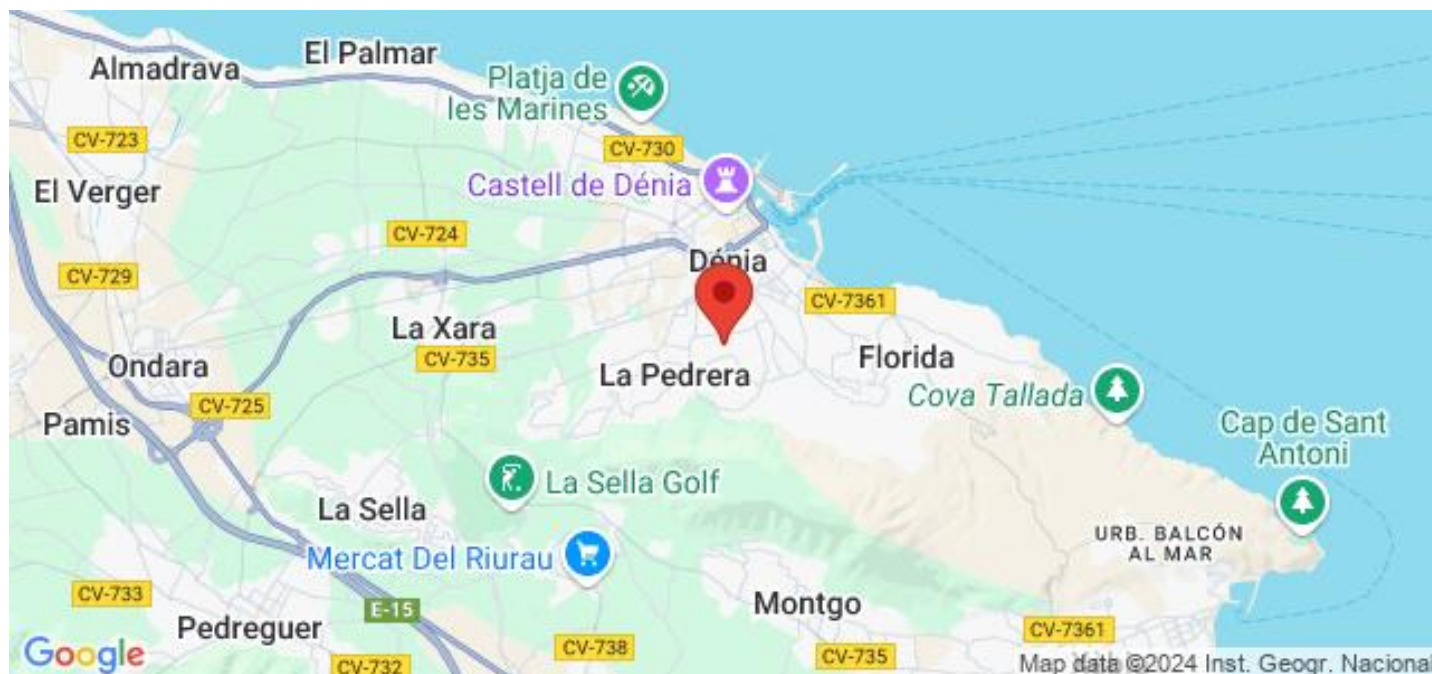 El Palmar
Almadrava
Platja de
les Marines
CV-723
CV-730
El Verger
Castell de Dénia
CV-724
Dénia
CV-729
CV-7361
La Xara
CV-735
Florida
Ondara
La Pedrera
Cova Tallada
CV-725
Pamis
Cap de Sant
Antoni
La Sella Golf
La Sella
URB. BALCÓN
AL MAR
Mercat Del Riurau
CV-733
E-15
Montgo
Pedreguer
CV-7361
Google
CV-738
CV-732
CV-735
Map data ©2024 Inst. Geogr. Nacional